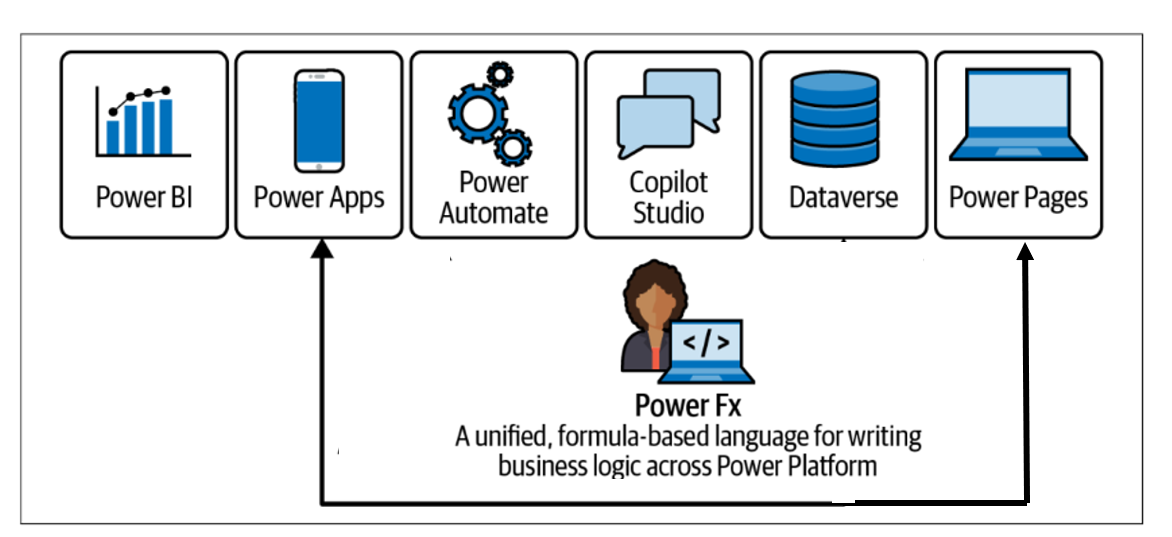 Power BI
Power Apps
Power
Automate
Copilot
Studio
Dataverse
Power Pages
</>
Power Fx
A unified, formula-based language for writing
business logic across Power Platform